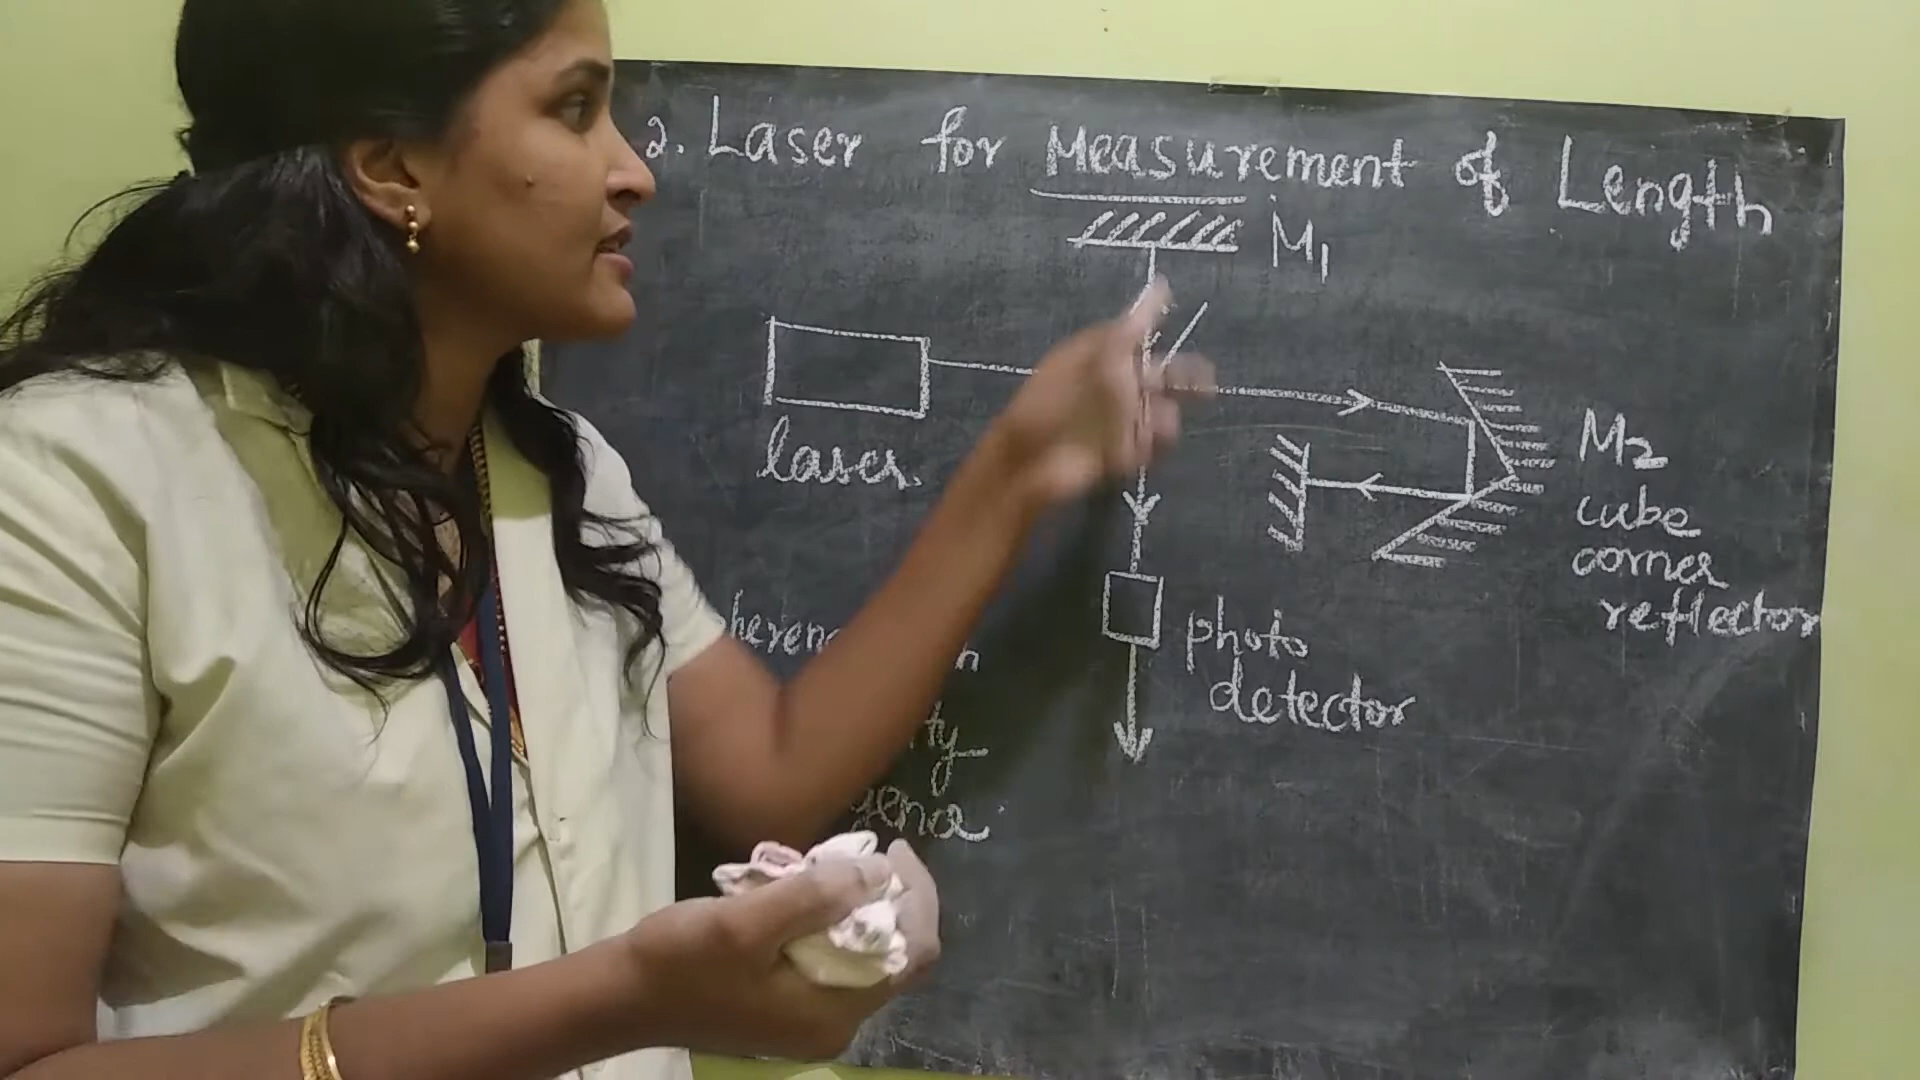 2. Laser for Measurement of Length
M1
laser
M2
cube
corner
reflector
photo
detector